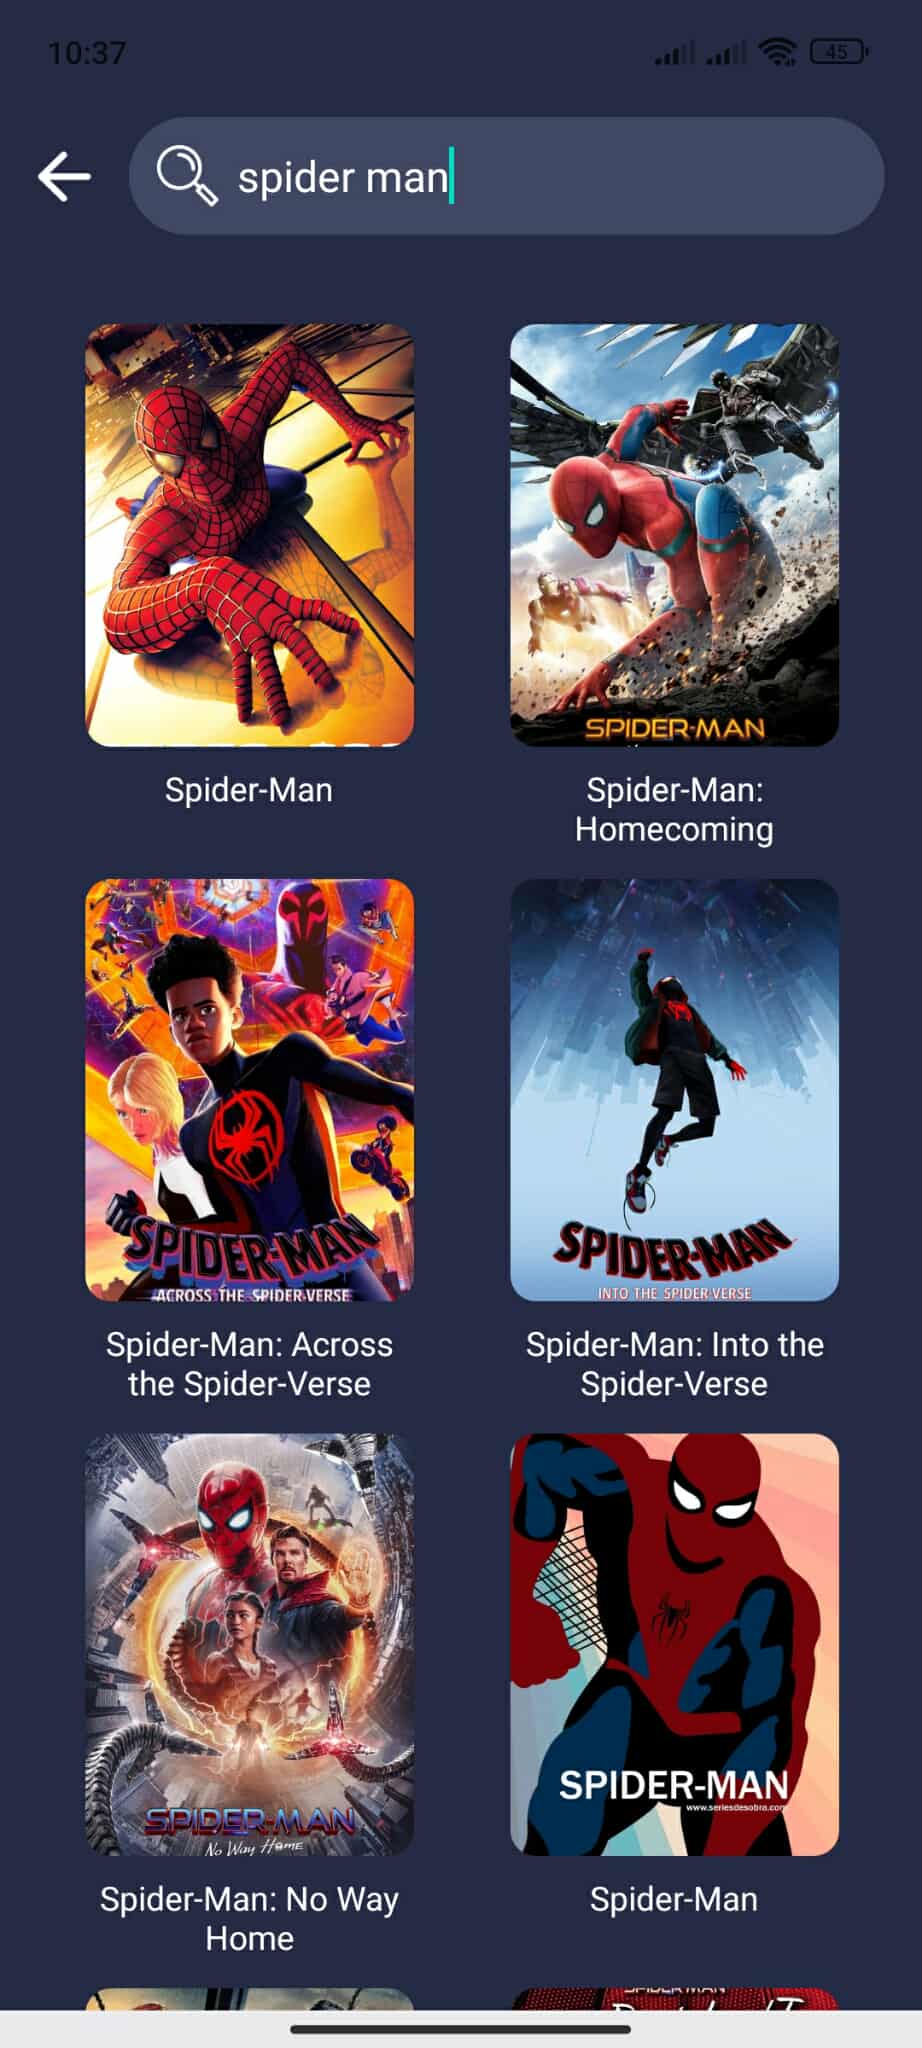 10:37
45
spider man
SPIDER-MAN
Spider-Man
Spider-Man:
Homecoming
SPIDER-MAN
ACROSS THE SPIDER-VERSE
SPIDER-MAN
INTO THE SPIDER-VERSE
Spider-Man: Across
the Spider-Verse
Spider-Man: Into the
Spider-Verse
SPIDER-MAN
No Way Home
SPIDER-MAN
www.seriesdesobra.com
Spider-Man: No Way
Home
Spider-Man
SPIDER-MAN